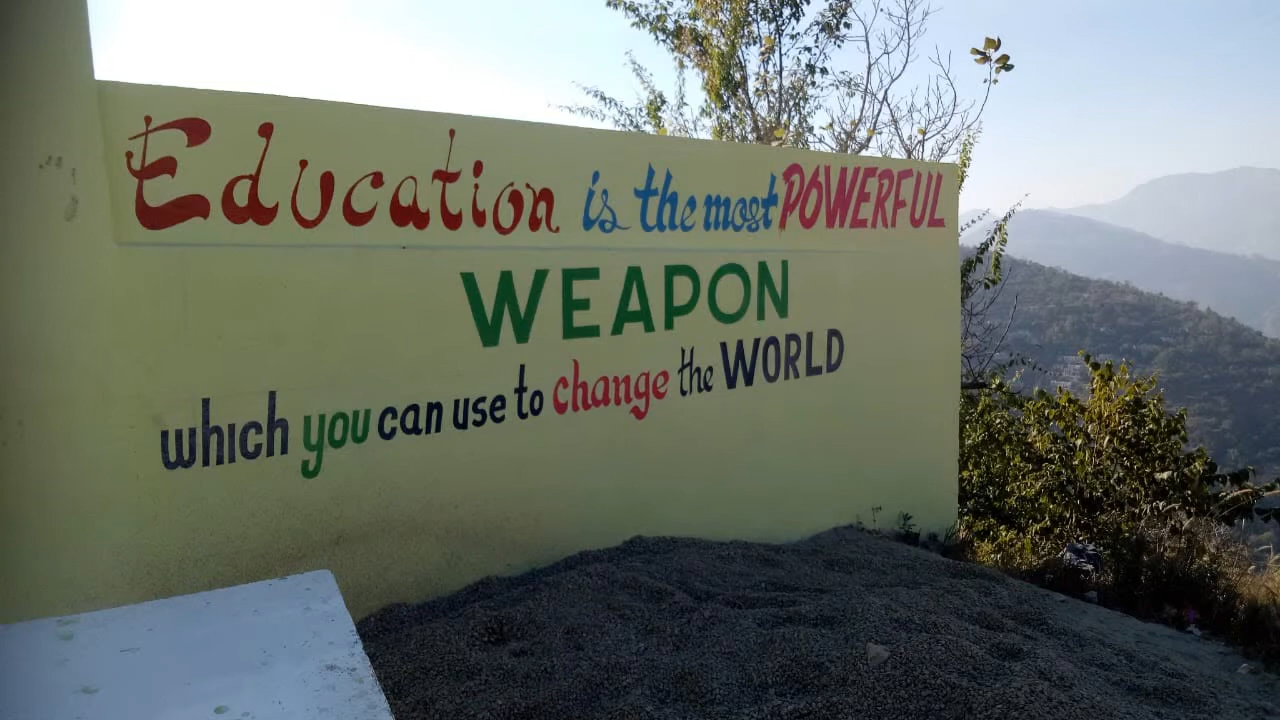 Education is the most POWERFUL
WEAPON
which you can use to change the WORLD